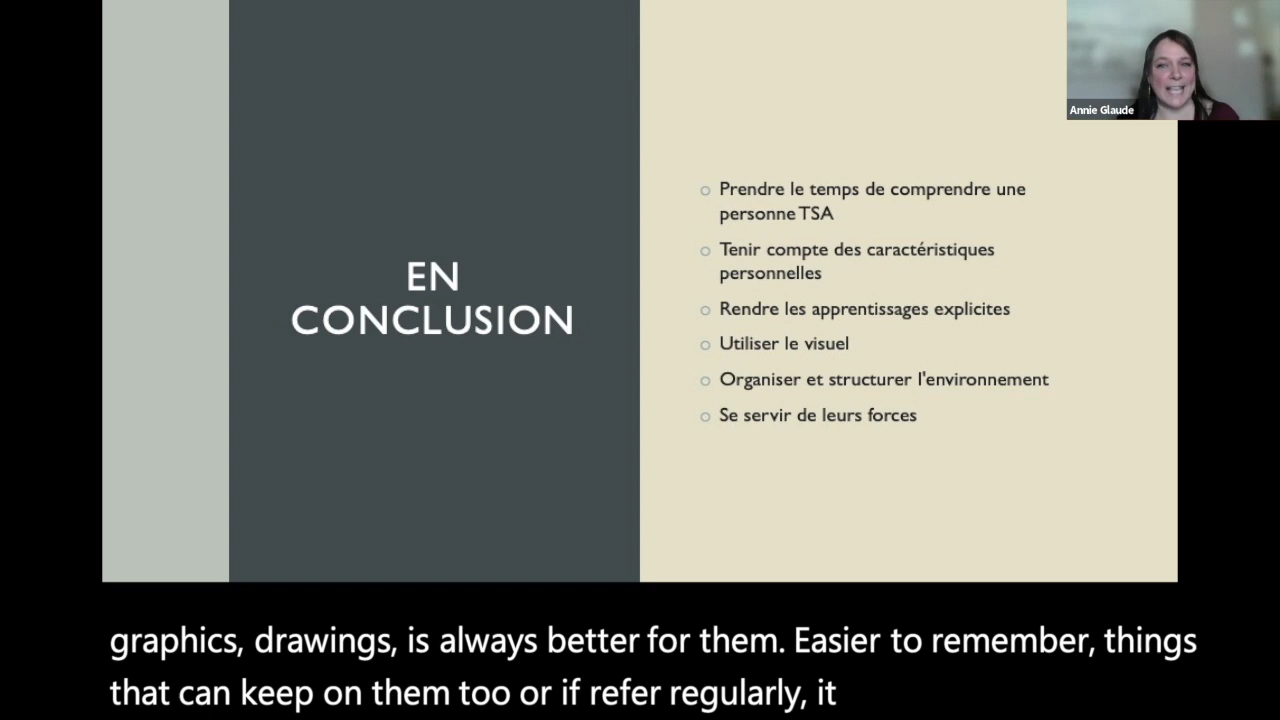 Annie Glaude
EN
CONCLUSION
Prendre le temps de comprendre une
personne TSA
Tenir compte des caractéristiques
personnelles
Rendre les apprentissages explicites
Utiliser le visuel
Organiser et structurer l'environnement
Se servir de leurs forces
graphics, drawings, is always better for them. Easier to remember, things
that can keep on them too or if refer regularly, it